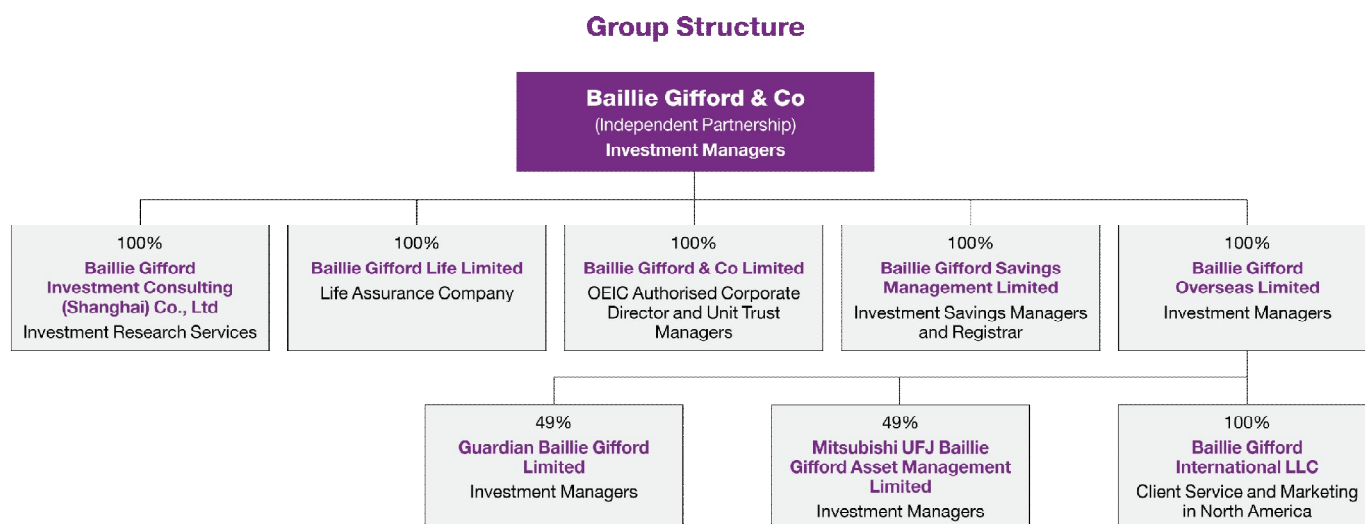 Group Structure
Baillie Gifford & Co
(Independent Partnership)
Investment Managers
100%
Baillie Gifford
Investment Consulting
(Shanghai) Co., Ltd
Investment Research Services
100%
Baillie Gifford Life Limited
Life Assurance Company
100%
Baillie Gifford & Co Limited
OEIC Authorised Corporate
Director and Unit Trust
Managers
100%
Baillie Gifford Savings
Management Limited
Investment Savings Managers
and Registrar
100%
Baillie Gifford
Overseas Limited
Investment Managers
49%
Guardian Baillie Gifford
Limited
Investment Managers
49%
Mitsubishi UFJ Baillie
Gifford Asset Management
Limited
Investment Managers
100%
Baillie Gifford
International LLC
Client Service and Marketing
in North America